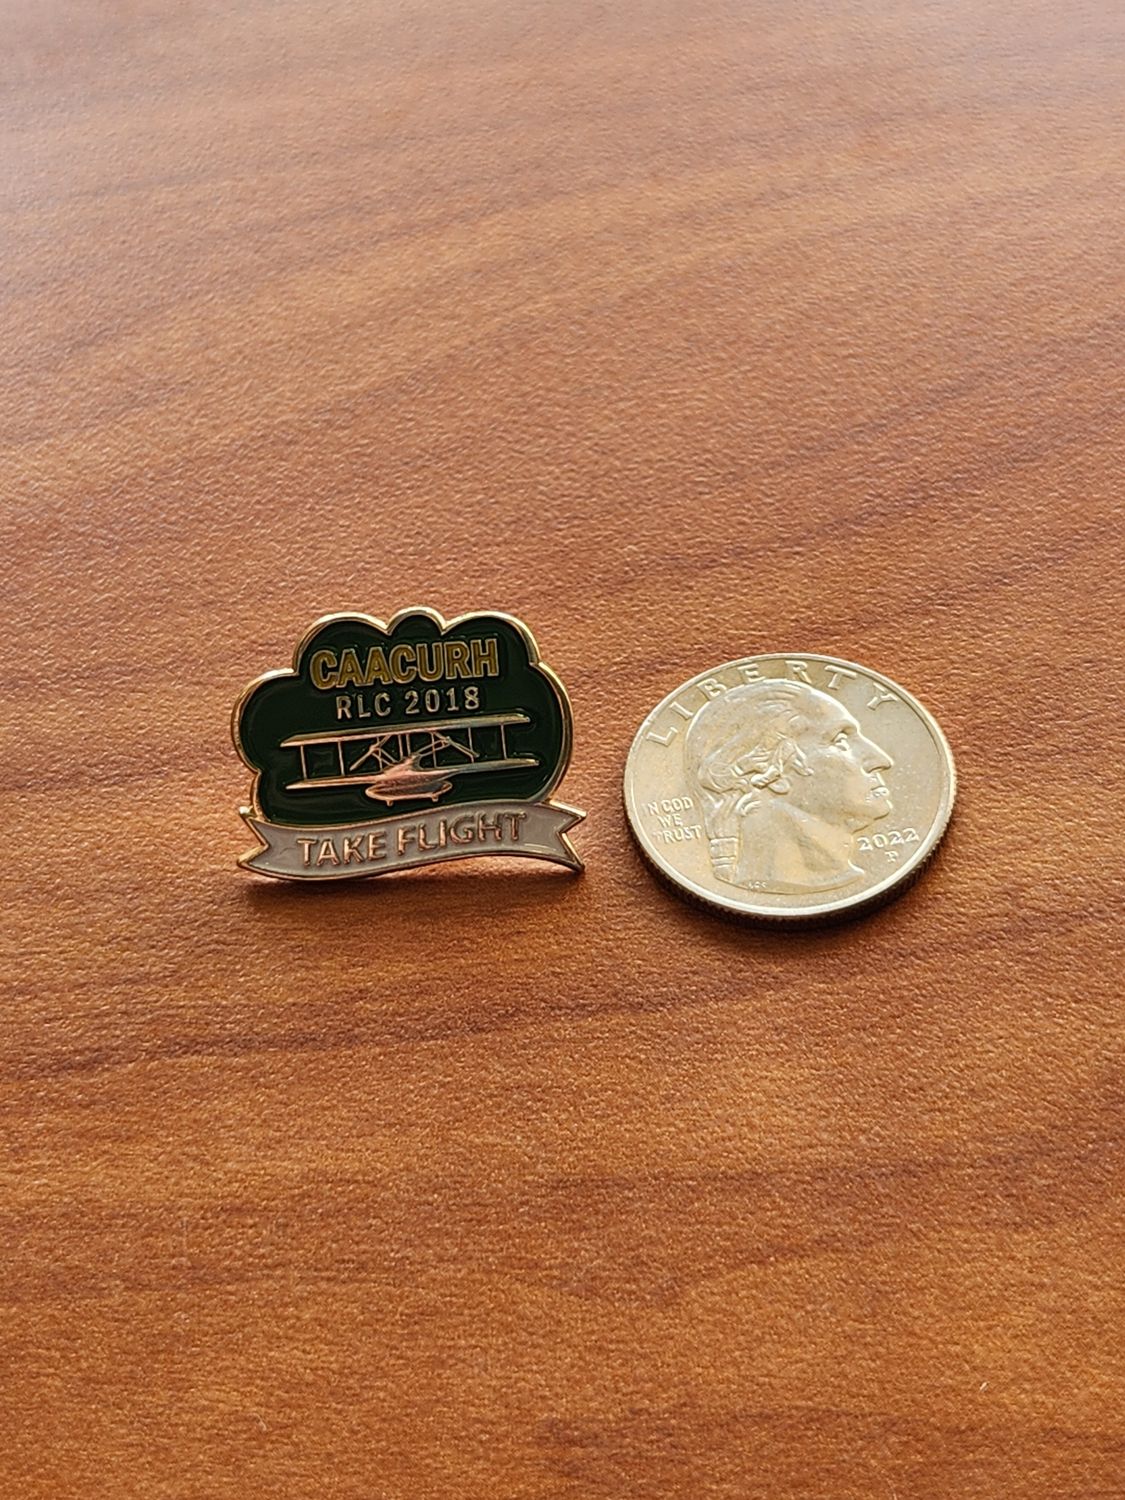 CAACURH
RLC 2018
TAKE FLIGHT
LIBERTY
IN GOD
WE
TRUST
2022
P